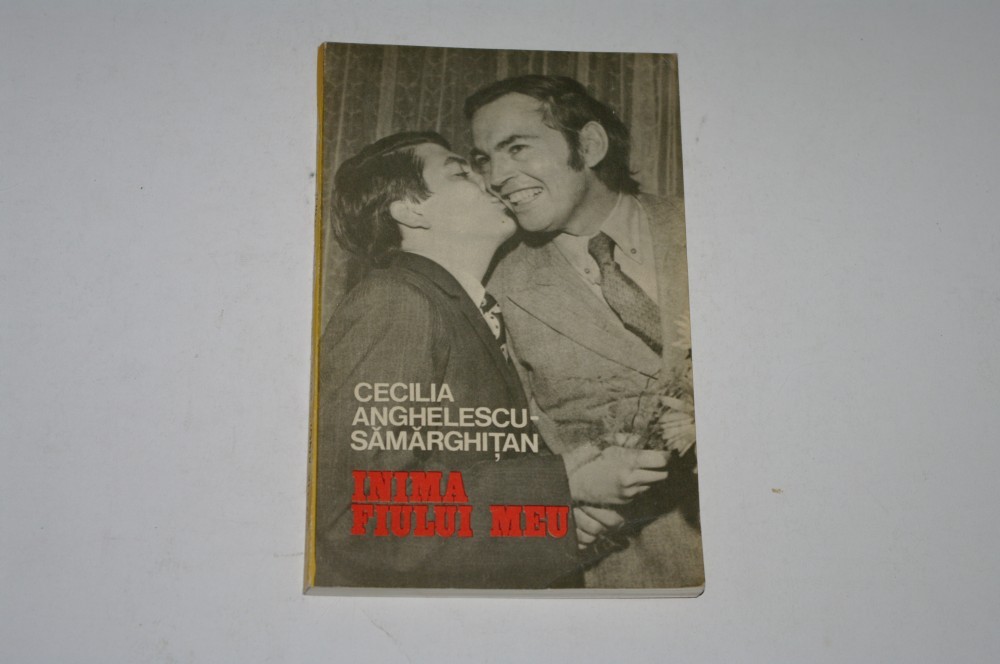 CECILIA
ANGHELESCU-
SĂMĂRGHIȚAN
INIMA
FIULUI MEU